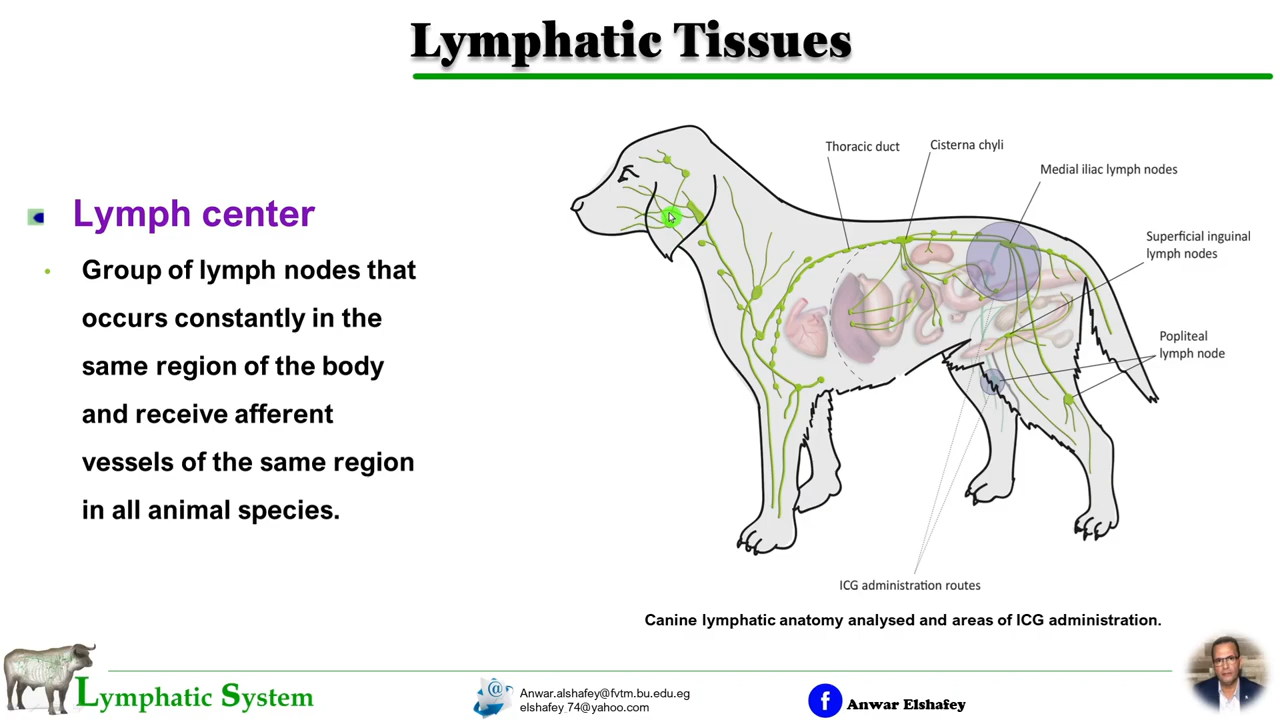 Lymphatic Tissues
Lymph center
Group of lymph nodes that
occurs constantly in the
same region of the body
and receive afferent
vessels of the same region
in all animal species.
Thoracic duct
Cisterna chyli
Medial iliac lymph nodes
Superficial inguinal
lymph nodes
Popliteal
lymph node
ICG administration routes
Canine lymphatic anatomy analysed and areas of ICG administration.
Lymphatic System
Anwar.alshafey@fvtm.bu.edu.eg
elshafey_74@yahoo.com
Anwar Elshafey